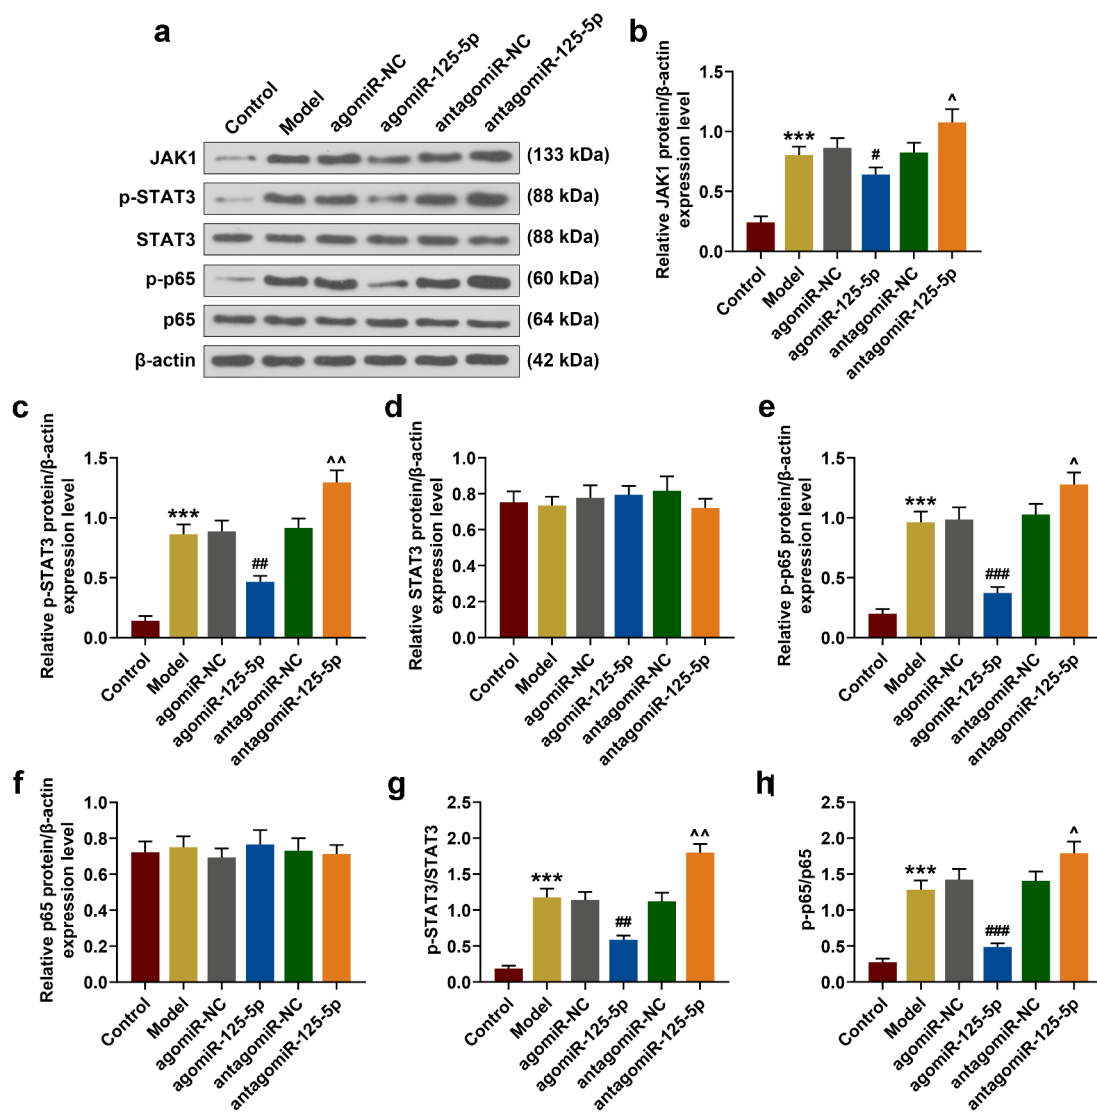 a
Control
Model
agomiR-NC
agomiR-125-5p
antagomiR-NC
antagomiR-125-5p
JAK1
(133 kDa)
p-STAT3
(88 kDa)
STAT3
(88 kDa)
p-p65
(60 kDa)
p65
(64 kDa)
β-actin
(42 kDa)
b
Relative JAK1 protein/β-actin
expression level
1.5
1.0
0.5
0.0
***
#
^
Control
Model
agomiR-NC
agomiR-125-5p
antagomiR-NC
antagomiR-125-5p
c
Relative p-STAT3 protein/β-actin
expression level
1.5
1.0
0.5
0.0
***
##
^^
Control
Model
agomiR-NC
agomiR-125-5p
antagomiR-NC
antagomiR-125-5p
d
Relative STAT3 protein/β-actin
expression level
1.0
0.8
0.6
0.4
0.2
0.0
Control
Model
agomiR-NC
agomiR-125-5p
antagomiR-NC
antagomiR-125-5p
e
Relative p-p65 protein/β-actin
expression level
1.5
1.0
0.5
0.0
***
###
^
Control
Model
agomiR-NC
agomiR-125-5p
antagomiR-NC
antagomiR-125-5p
f
Relative p65 protein/β-actin
expression level
1.0
0.8
0.6
0.4
0.2
0.0
Control
Model
agomiR-NC
agomiR-125-5p
antagomiR-NC
antagomiR-125-5p
g
p-STAT3/STAT3
2.5
2.0
1.5
1.0
0.5
0.0
***
##
^^
Control
Model
agomiR-NC
agomiR-125-5p
antagomiR-NC
antagomiR-125-5p
h
p-p65/p65
2.5
2.0
1.5
1.0
0.5
0.0
***
###
^
Control
Model
agomiR-NC
agomiR-125-5p
antagomiR-NC
antagomiR-125-5p